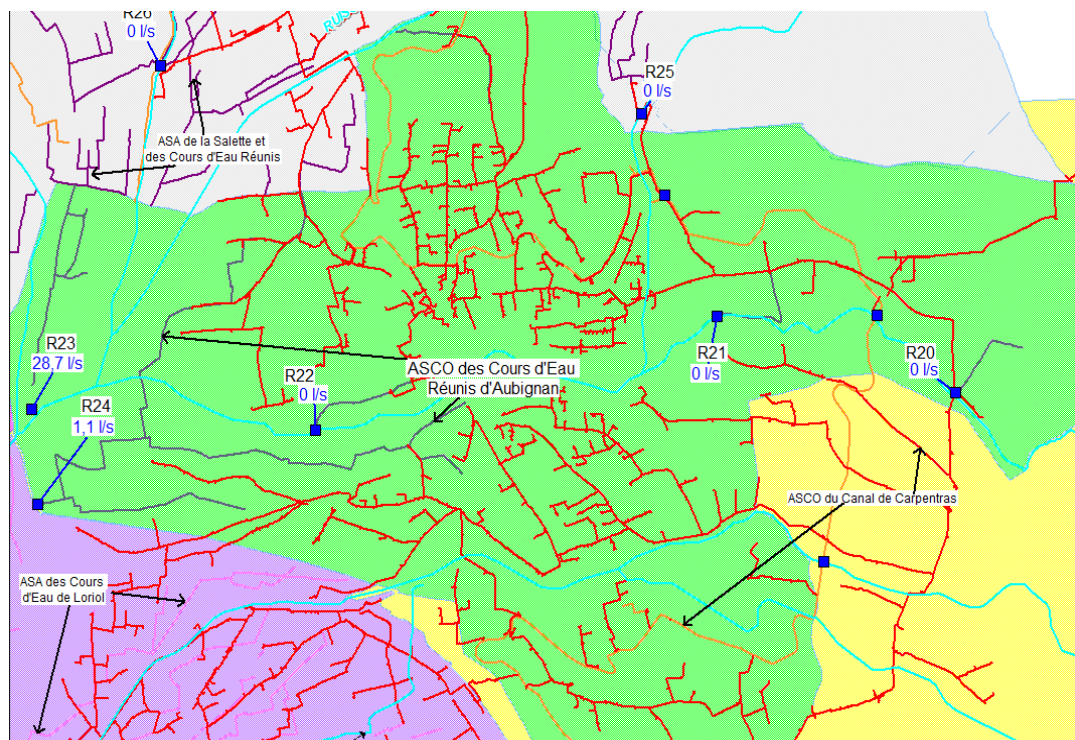 R26
0 l/s
RUIS
R25
0 l/s
ASA de la Salette et
des Cours d'Eau Réunis
R23
28,7 l/s
R24
1,1 l/s
R22
0 l/s
ASCO des Cours d'Eau
Réunis d'Aubignan
R21
0 l/s
R20
0 l/s
ASCO du Canal de Carpentras
ASA des Cours
d'Eau de Loriol